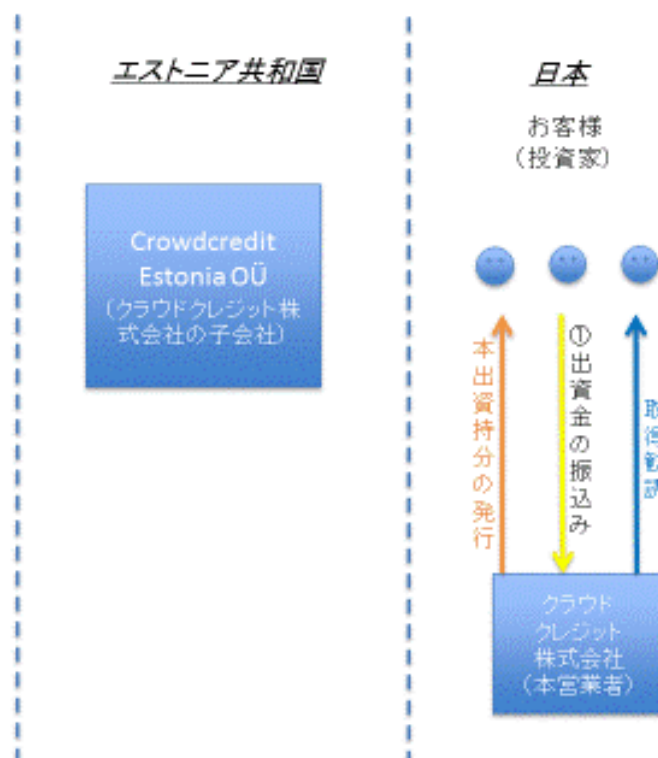 エストニア共和国
日本
お客様
（投資家）
Crowdcredit
Estonia OÜ
（クラウドクレジット株
式会社の子会社）
本出資持分の発行
①出資金の振込み
クラウド
クレジット
株式会社
（本営業者）